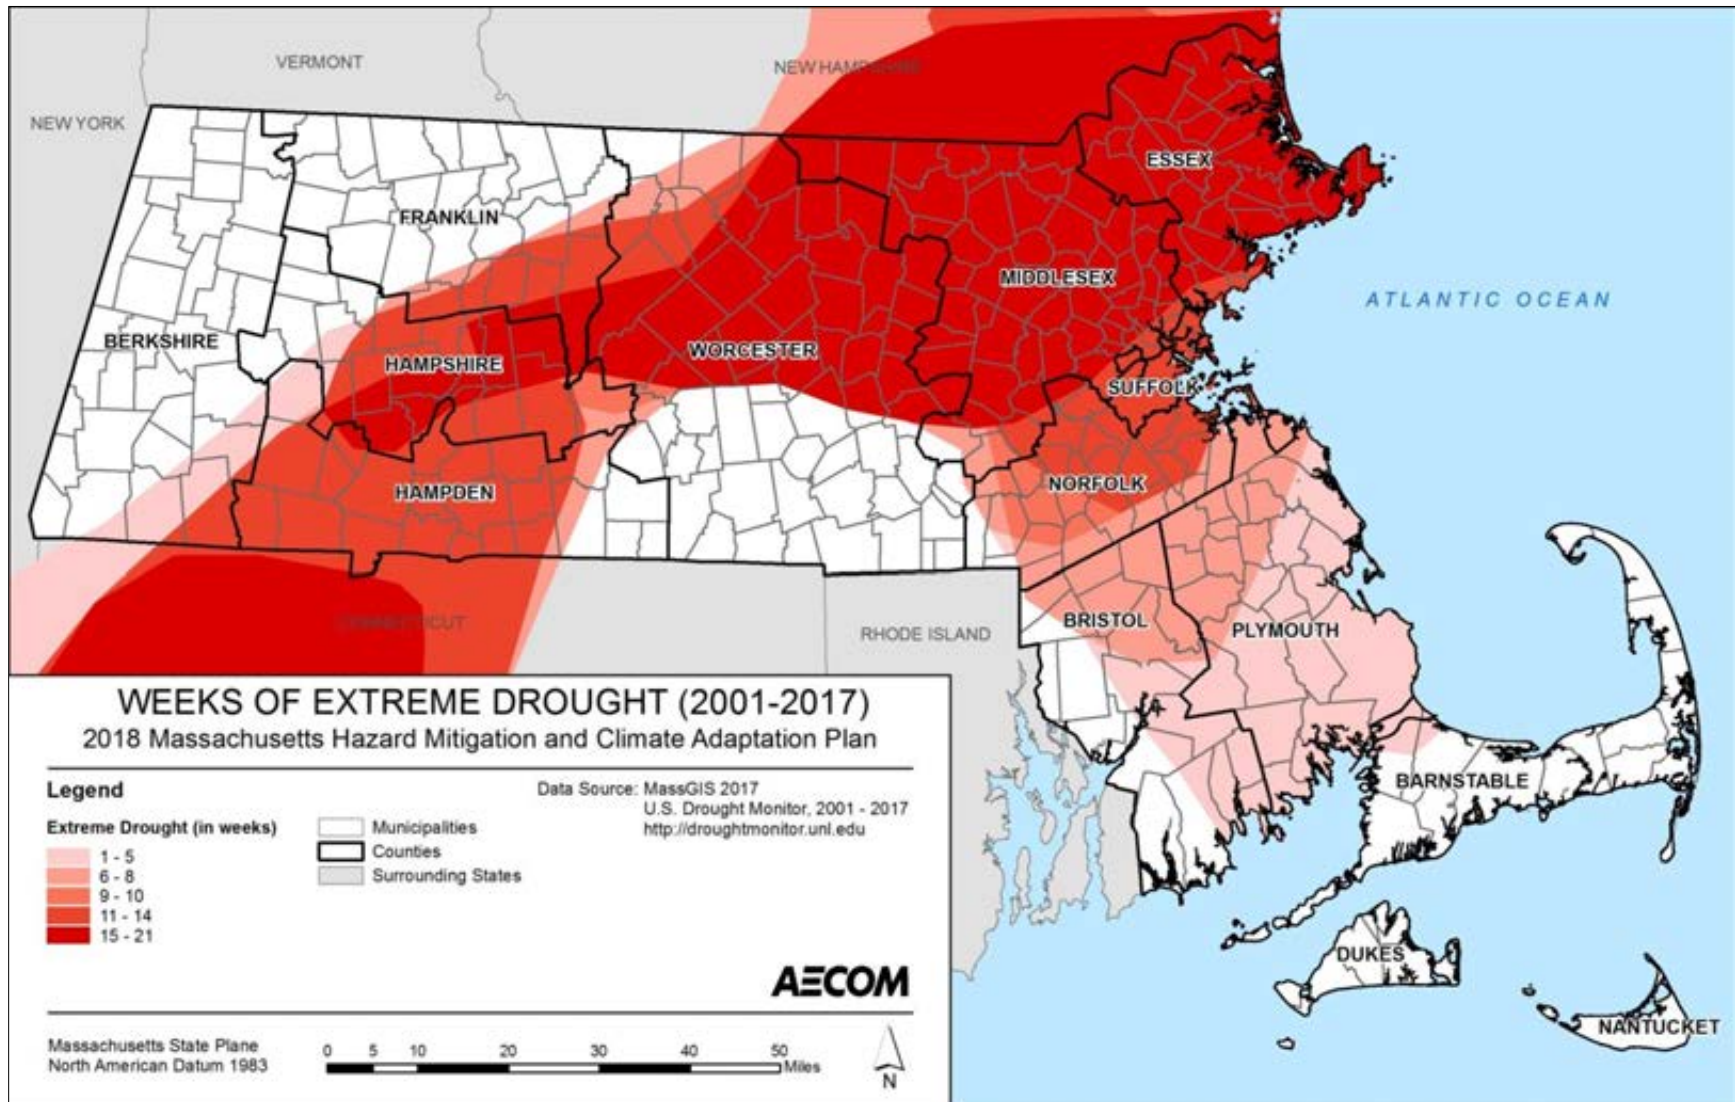 VERMONT
NEW HAMPSHIRE
NEW YORK
ESSEX
FRANKLIN
MIDDLESEX
ATLANTIC OCEAN
BERKSHIRE
HAMPSHIRE
WORCESTER
SUFFOLK
HAMPDEN
NORFOLK
CONNECTICUT
RHODE ISLAND
BRISTOL
PLYMOUTH
BARNSTABLE
DUKES
NANTUCKET
WEEKS OF EXTREME DROUGHT (2001-2017)
2018 Massachusetts Hazard Mitigation and Climate Adaptation Plan
Legend
Extreme Drought (in weeks)
1 - 5
6 - 8
9 - 10
11 - 14
15 - 21
Municipalities
Counties
Surrounding States
Data Source: MassGIS 2017
U.S. Drought Monitor, 2001 - 2017
http://droughtmonitor.unl.edu
AECOM
Massachusetts State Plane
North American Datum 1983
0 5 10 20 30 40 50
Miles
N